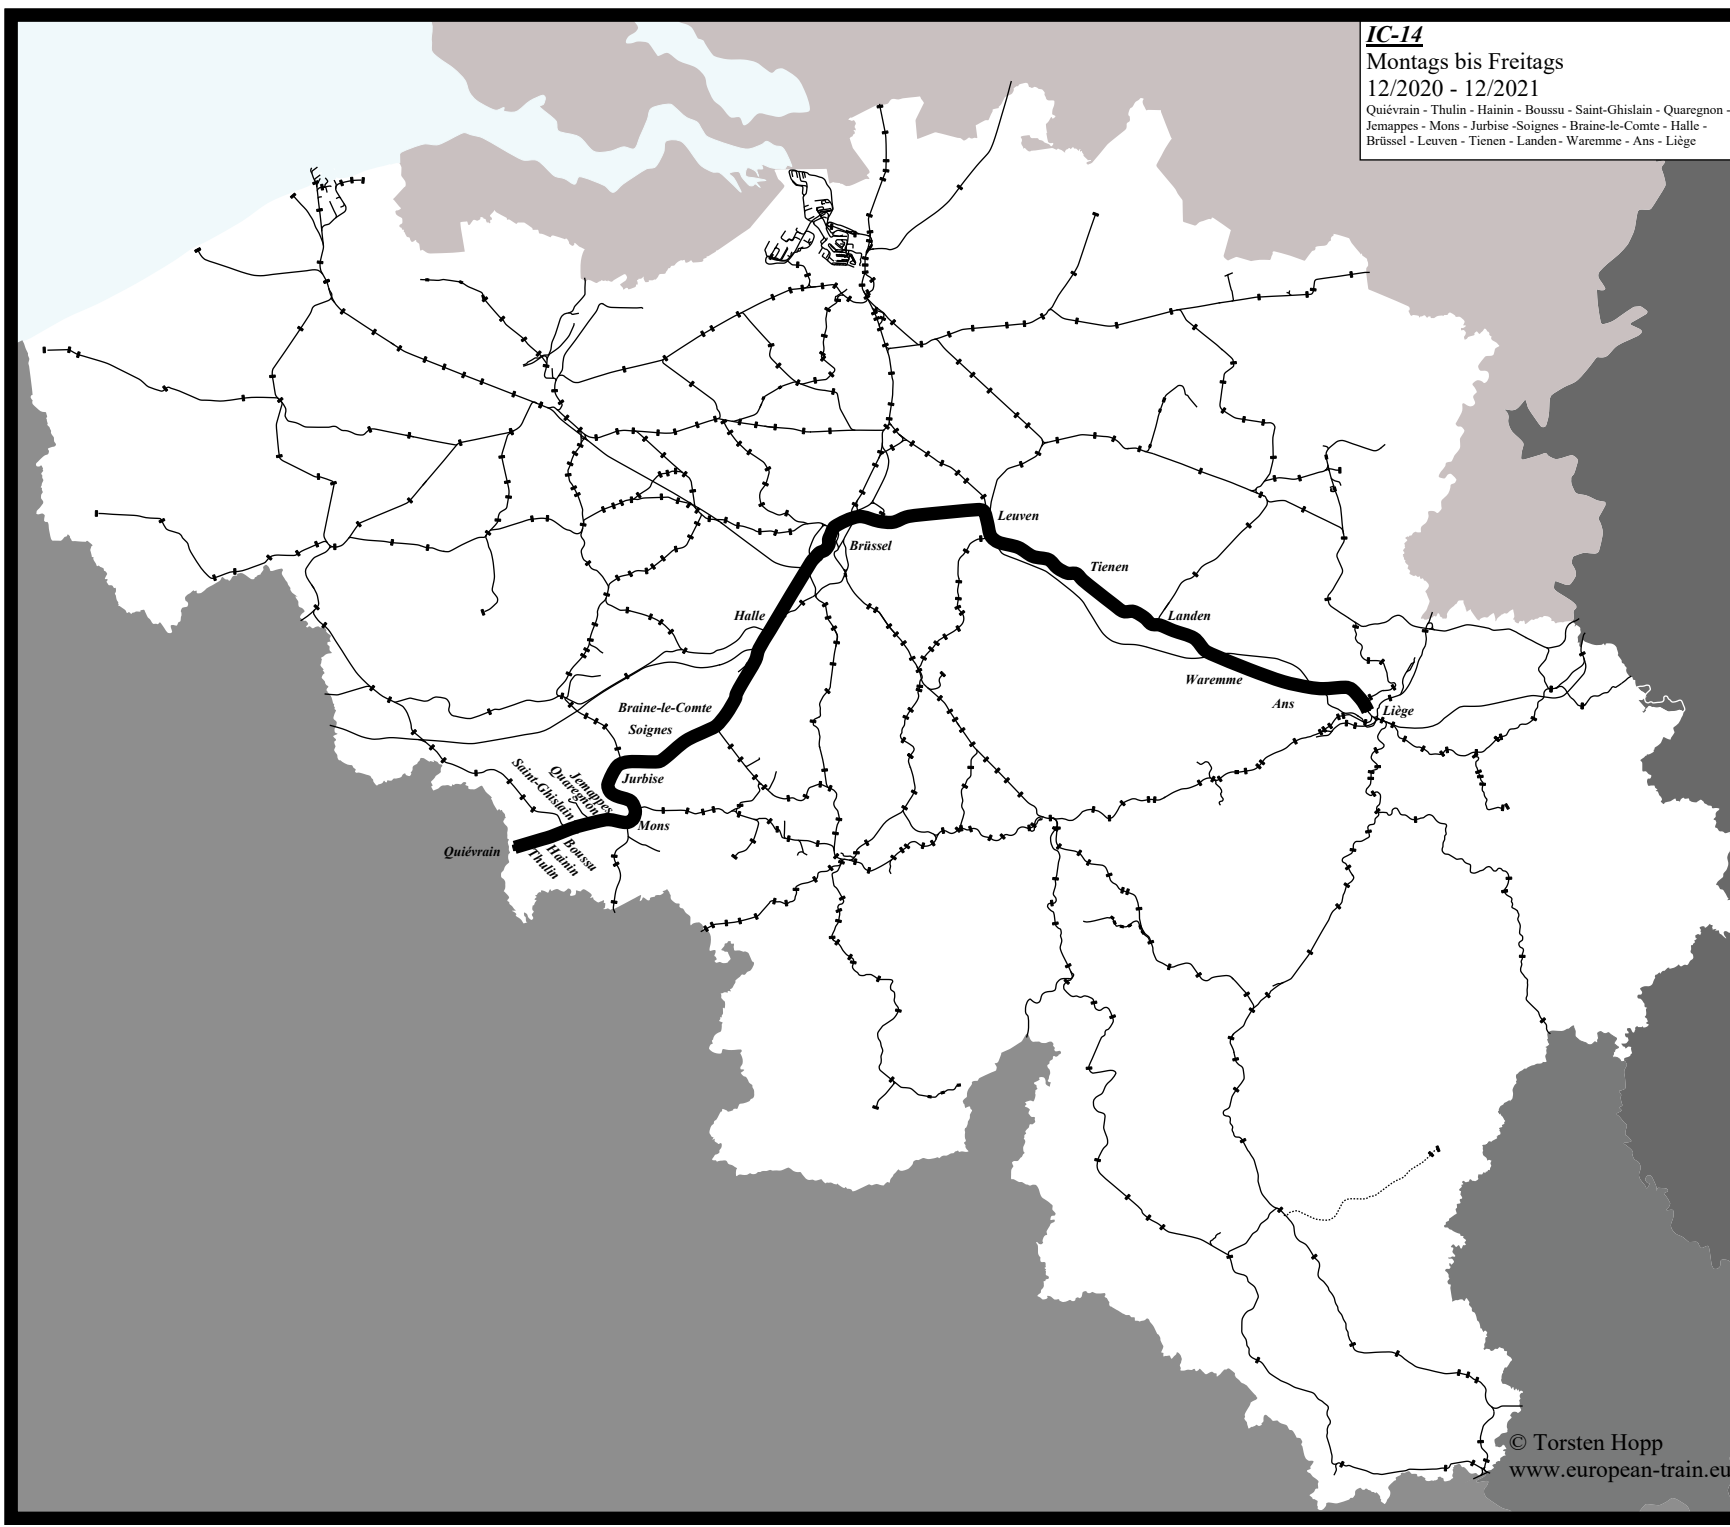 IC-14
Montags bis Freitags
12/2020 - 12/2021
Quiévrain - Thulin - Hainin - Boussu - Saint-Ghislain - Quaregnon -
Jemappes - Mons - Jurbise -Soignes - Braine-le-Comte - Halle -
Brüssel - Leuven - Tienen - Landen - Waremme - Ans - Liège
Leuven
Brüssel
Tienen
Halle
Landen
Waremme
Ans
Liège
Braine-le-Comte
Soignes
Jurbise
Jemappes
Quaregnon
Saint-Ghislain
Mons
Quiévrain
Boussu
Hainin
Thulin
© Torsten Hopp
www.european-train.eu